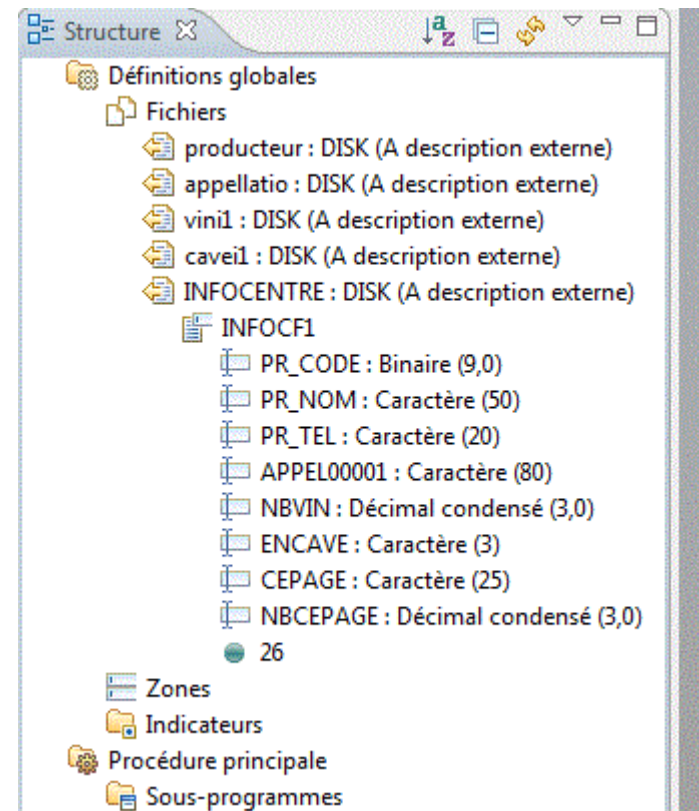 Structure
Définitions globales
Fichiers
producteur : DISK (A description externe)
appellatio : DISK (A description externe)
vini1 : DISK (A description externe)
cavei1 : DISK (A description externe)
INFOCENTRE : DISK (A description externe)
INFOCF1
PR_CODE : Binaire (9,0)
PR_NOM : Caractère (50)
PR_TEL : Caractère (20)
APPEL00001 : Caractère (80)
NBVIN : Décimal condensé (3,0)
ENCAVE : Caractère (3)
CEPAGE : Caractère (25)
NBCEPAGE : Décimal condensé (3,0)
26
Zones
Indicateurs
Procédure principale
Sous-programmes